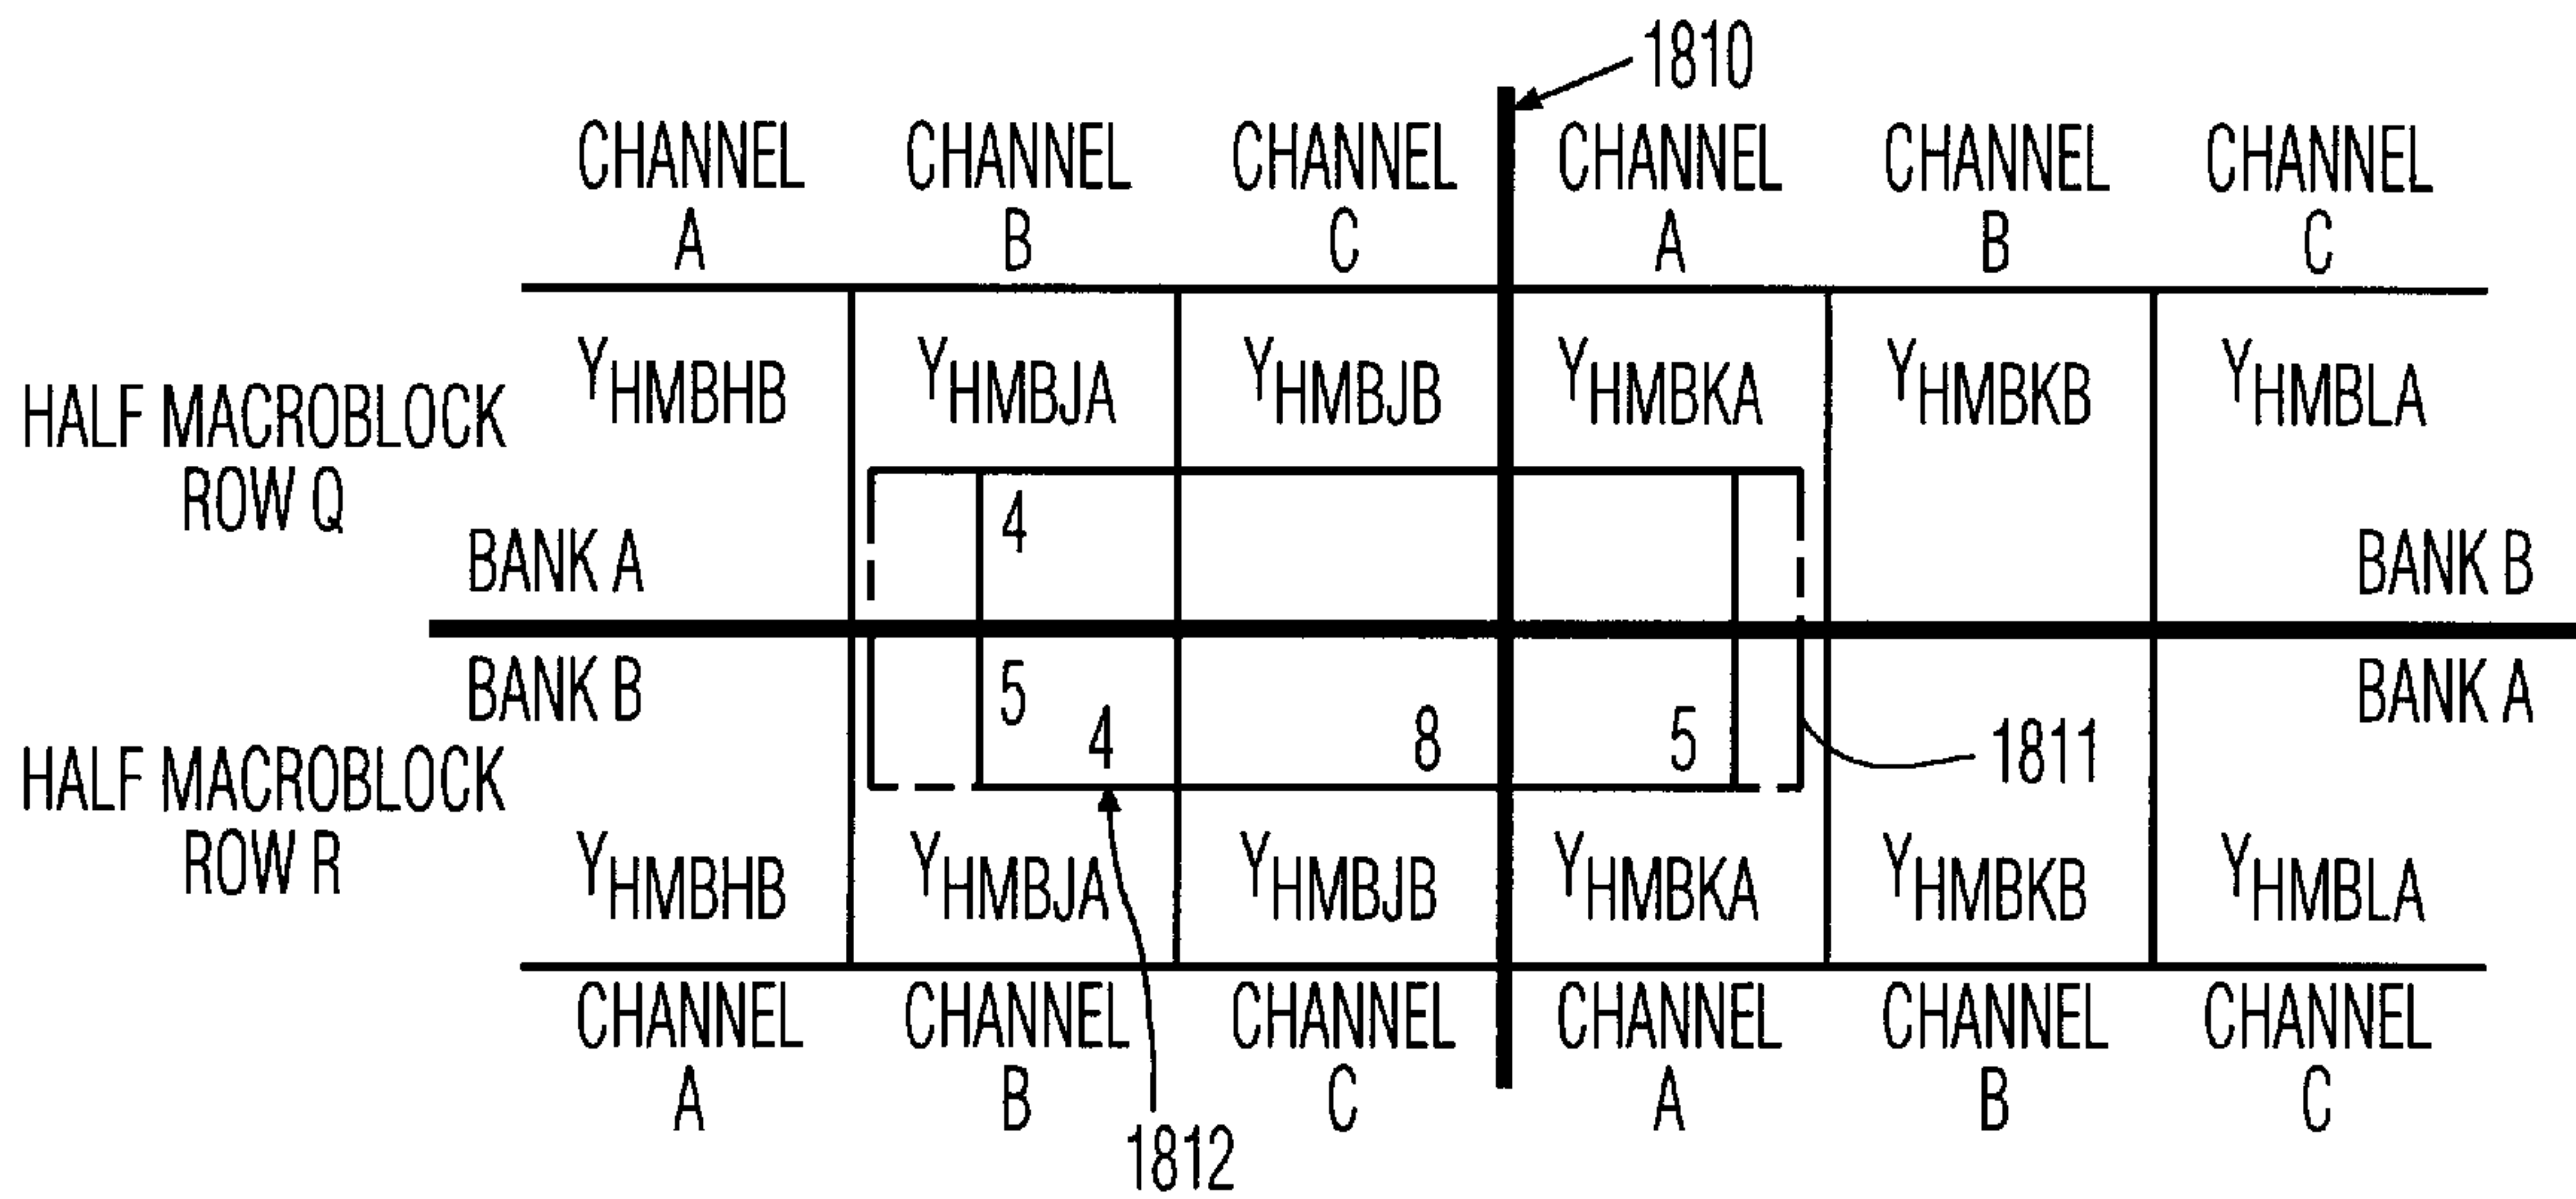 1810
CHANNEL A CHANNEL B CHANNEL C CHANNEL A CHANNEL B CHANNEL C
HALF MACROBLOCK ROW Q
YHMBHB YHMBJA YHMBJB YHMBKA YHMBKB YHMBLA
4
BANK A BANK B
BANK B BANK A
5
4 8 5
1811
HALF MACROBLOCK ROW R
YHMBHB YHMBJA YHMBJB YHMBKA YHMBKB YHMBLA
CHANNEL A CHANNEL B CHANNEL C CHANNEL A CHANNEL B CHANNEL C
1812